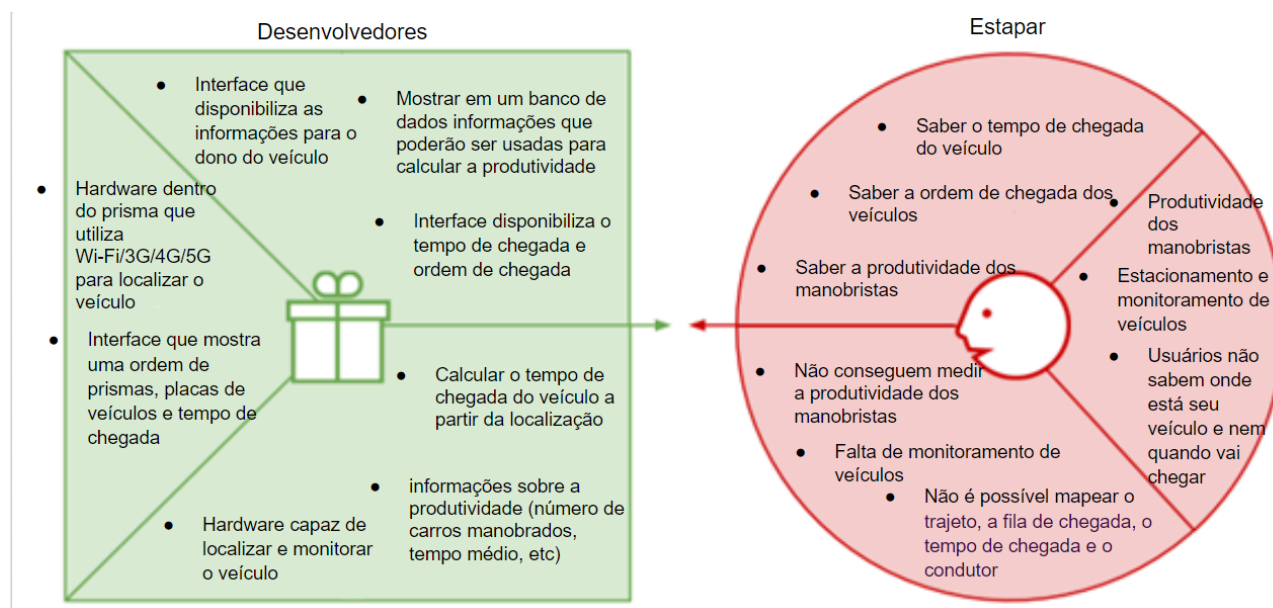 Desenvolvedores
● Interface que
disponibiliza as
informações para o
dono do veículo
● Mostrar em um banco de
dados informações que
poderão ser usadas para
calcular a produtividade
● Hardware dentro
do prisma que
utiliza
Wi-Fi/3G/4G/5G
para localizar o
veículo
● Interface disponibiliza o
tempo de chegada e
ordem de chegada
● Interface que mostra
uma ordem de
prismas, placas de
veículos e tempo de
chegada
● Calcular o tempo de
chegada do veículo a
partir da localização
● informações sobre a
produtividade (número de
carros manobrados,
tempo médio, etc)
● Hardware capaz de
localizar e monitorar
o veículo
Estapar
● Saber o tempo de chegada
do veículo
● Saber a ordem de chegada dos
veículos
● Saber a produtividade dos
manobristas
● Produtividade
dos
manobristas
● Estacionamento e
monitoramento de
veículos
● Usuários não
sabem onde
está seu
veículo e nem
quando vai
chegar
● Não conseguem medir
a produtividade dos
manobristas
● Falta de monitoramento de
veículos
● Não é possível mapear o
trajeto, a fila de chegada, o
tempo de chegada e o
condutor